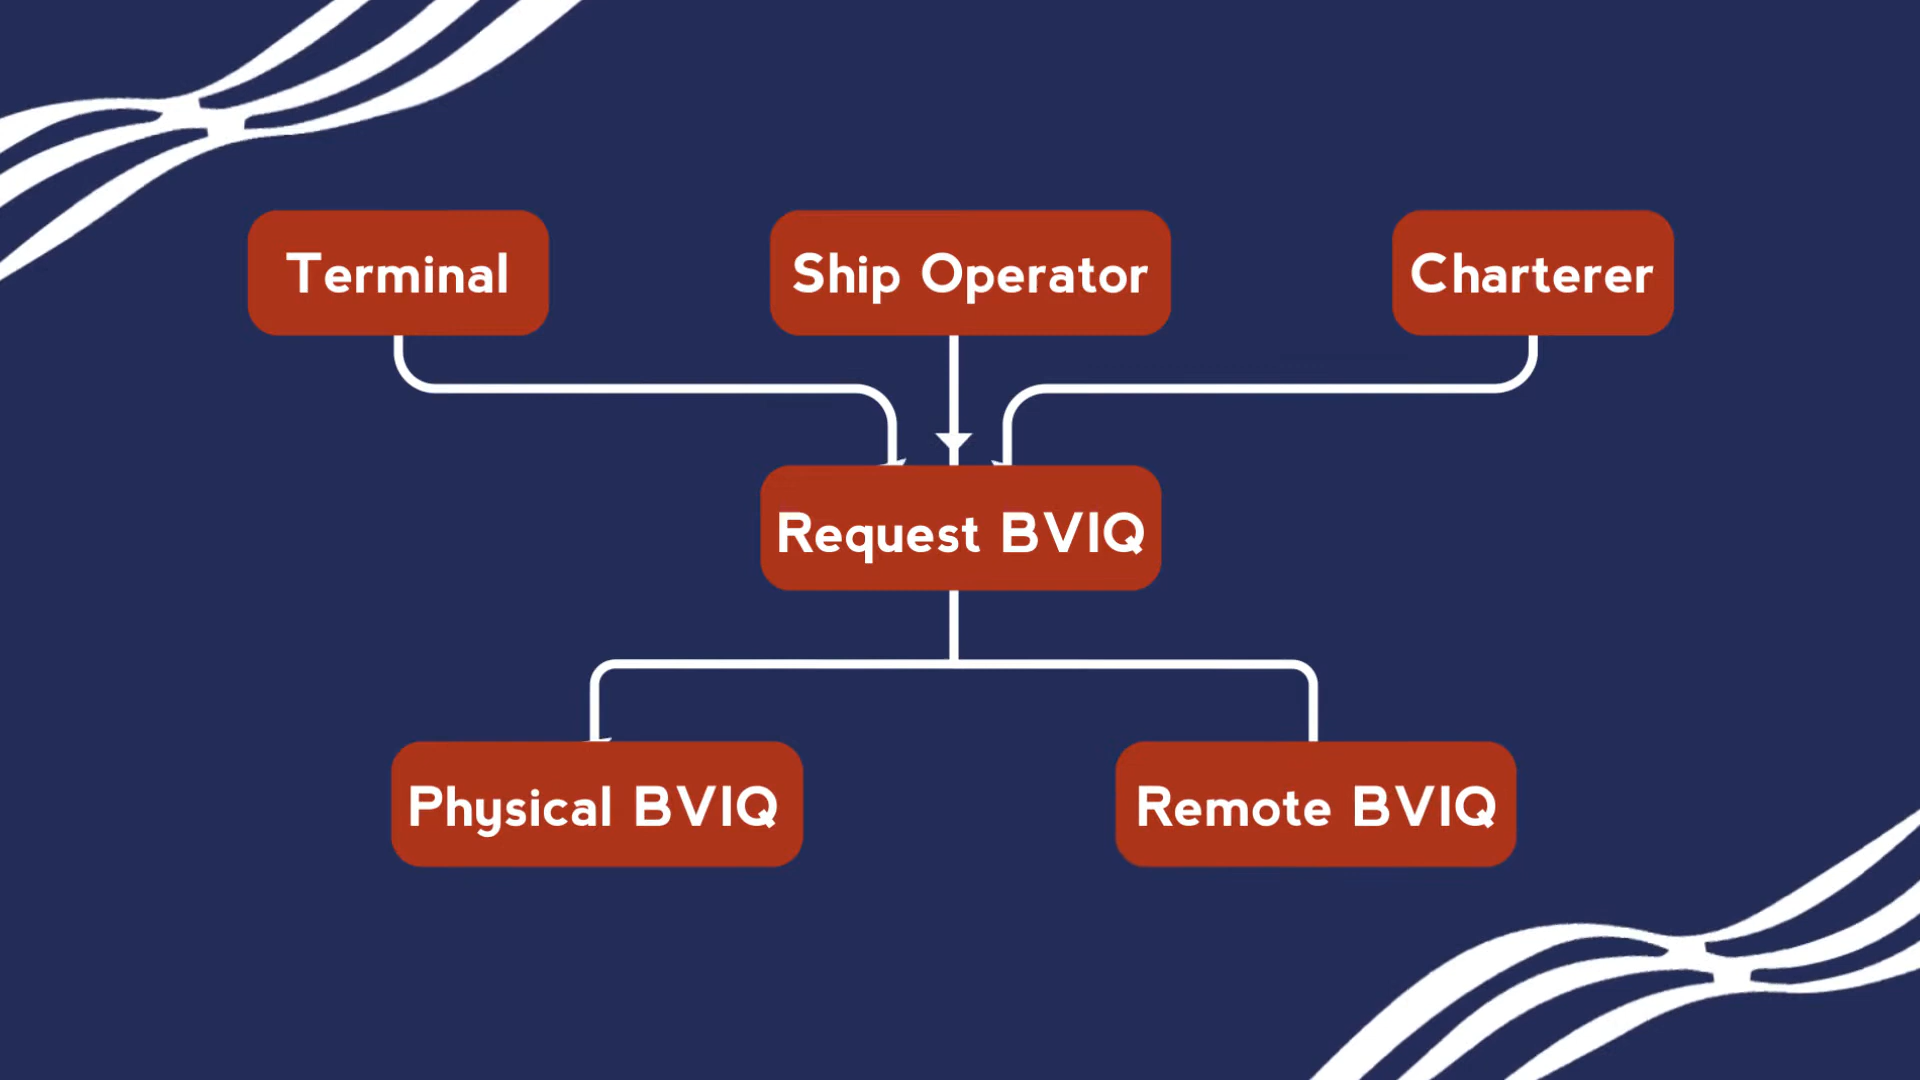 Terminal
Ship Operator
Charterer
Request BVIQ
Physical BVIQ
Remote BVIQ